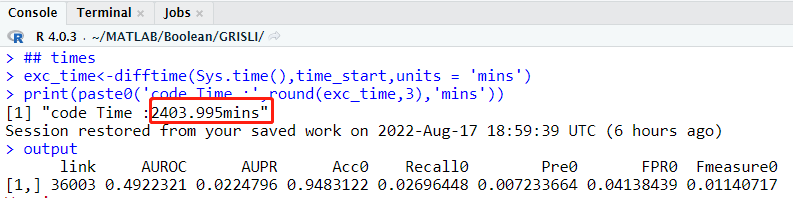 Console Terminal × Jobs ×
R 4.0.3 · ~/MATLAB/Boolean/GRISLI/
> ## times
> exc_time<-difftime(Sys.time(),time_start,units = 'mins')
> print(paste0('code Time :',round(exc_time,3),'mins'))
[1] "code Time :2403.995mins"
Session restored from your saved work on 2022-Aug-17 18:59:39 UTC (6 hours ago)
> output
link AUROC AUPR Acc0 Recall0 Pre0 FPR0 Fmeasure0
[1,] 36003 0.4922321 0.0224796 0.9483122 0.02696448 0.007233664 0.04138439 0.01140717